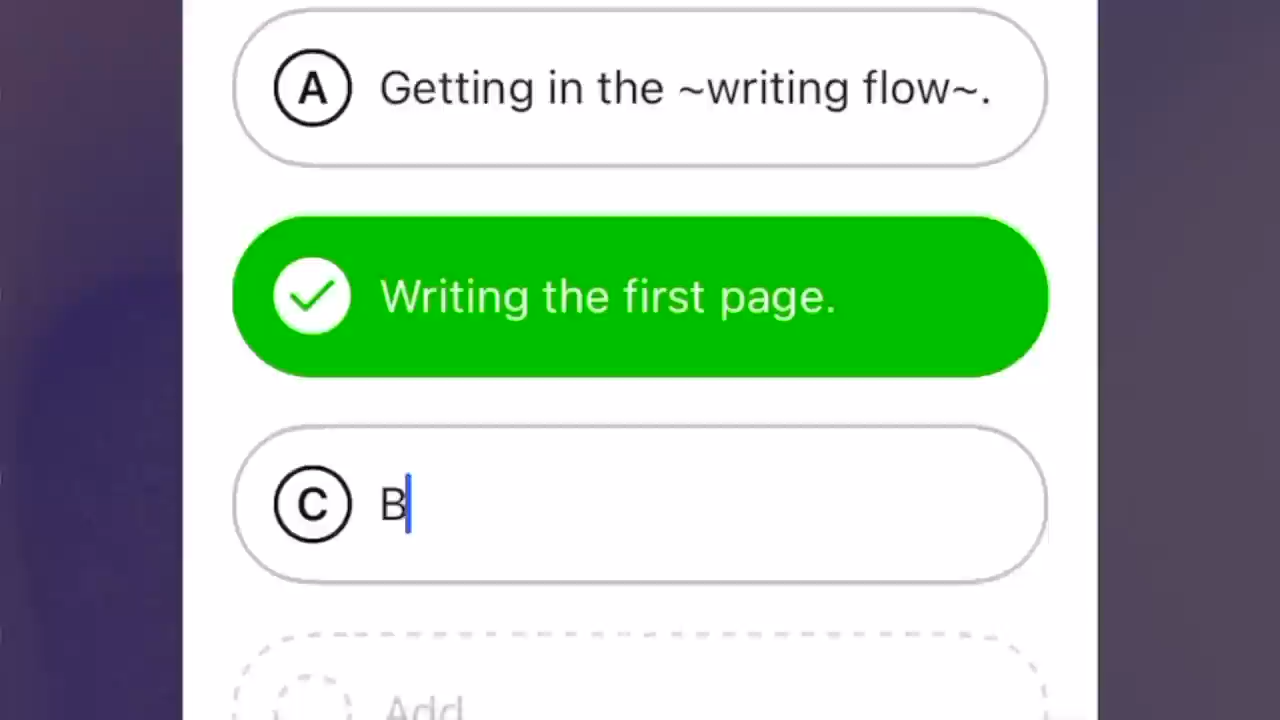 A Getting in the ~writing flow~.
Writing the first page.
C B
Add